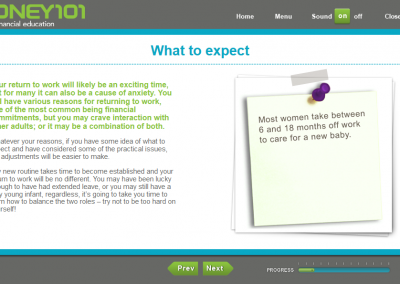 ONEY101
nancial education
Home Menu Sound on off Close
What to expect
ur return to work will likely be an exciting time,
t for many it can also be a cause of anxiety. You
l have various reasons for returning to work,
e of the most common being financial
mmitments, but you may crave interaction with
her adults; or it may be a combination of both.
atever your reasons, if you have some idea of what to
pect and have considered some of the practical issues,
adjustments will be easier to make.
r new routine takes time to become established and your
urn to work will be no different. You may have been lucky
ough to have had extended leave, or you may still have a
y young infant, regardless, it's going to take you time to
rn how to balance the two roles – try not to be too hard on
urself!
Most women take between
6 and 18 months off work
to care for a new baby.
Prev Next
PROGRESS